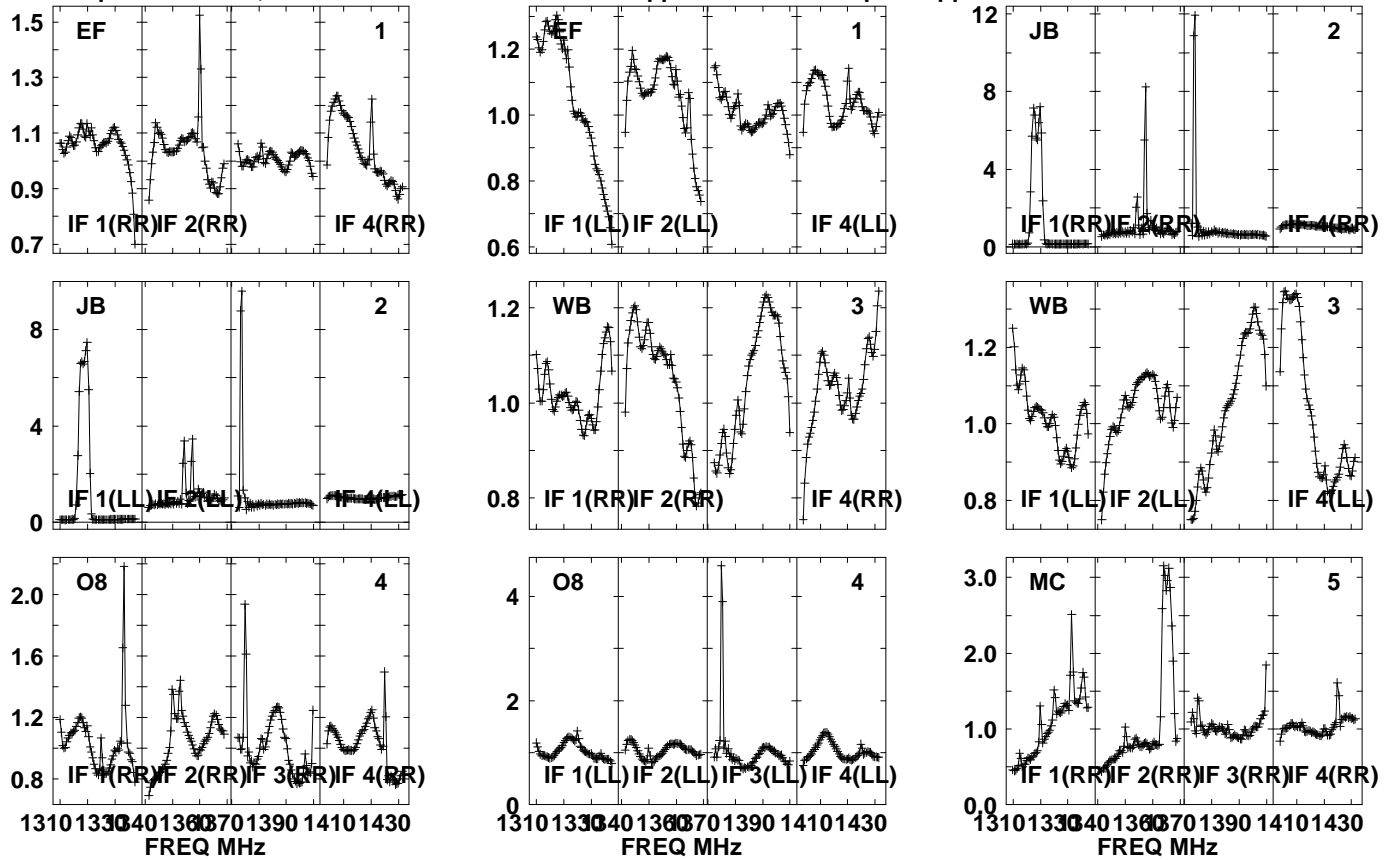 EF 1
1.5
1.3
1.1
0.9
0.7
IF 1(RR) IF 2(RR) IF 4(RR)
EF 1
1.2
1.0
0.8
0.6
IF 1(LL) IF 2(LL) IF 4(LL)
JB 2
12
8
4
0
IF 1(RR) IF 2(RR) IF 4(RR)
JB 2
8
4
0
IF 1(LL) IF 2(LL) IF 4(LL)
WB 3
1.2
1.0
0.8
IF 1(RR) IF 2(RR) IF 4(RR)
WB 3
1.2
1.0
0.8
IF 1(LL) IF 2(LL) IF 4(LL)
O8 4
2.0
1.6
1.2
0.8
IF 1(RR) IF 2(RR) IF 3(RR) IF 4(RR)
1310 1330 1340 1360 1370 1390 1410 1430
FREQ MHz
O8 4
4
2
0
IF 1(LL) IF 2(LL) IF 3(LL) IF 4(LL)
1310 1330 1340 1360 1370 1390 1410 1430
FREQ MHz
MC 5
3.0
2.0
1.0
0.0
IF 1(RR) IF 2(RR) IF 3(RR) IF 4(RR)
1310 1330 1340 1360 1370 1390 1410 1430
FREQ MHz